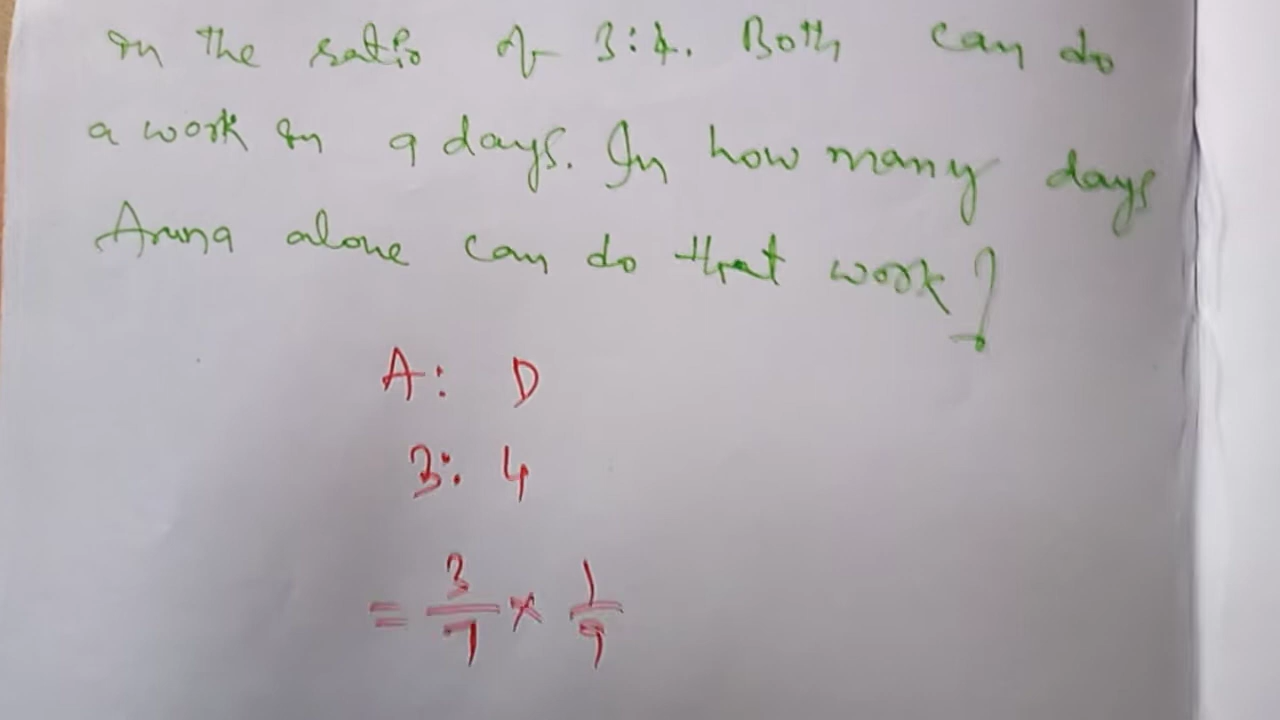 in the ratio of 3:4. Both can do
a work in 9 days. In how many days
Aruna alone can do that work?
A: D
3: 4
= 3/7 × 1/9